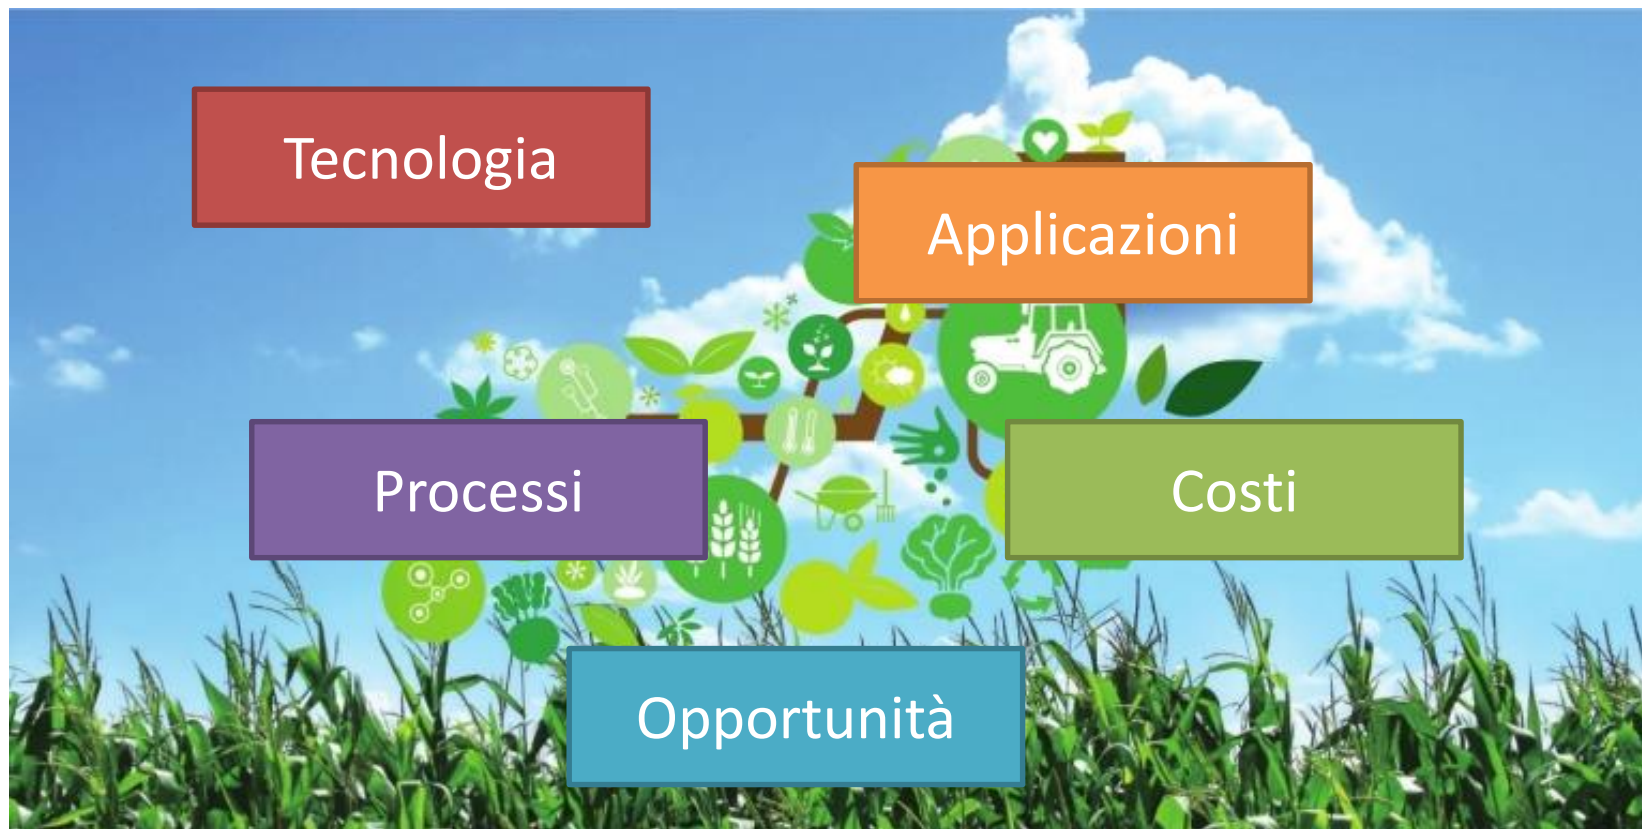 Tecnologia
Applicazioni
Processi
Costi
Opportunità